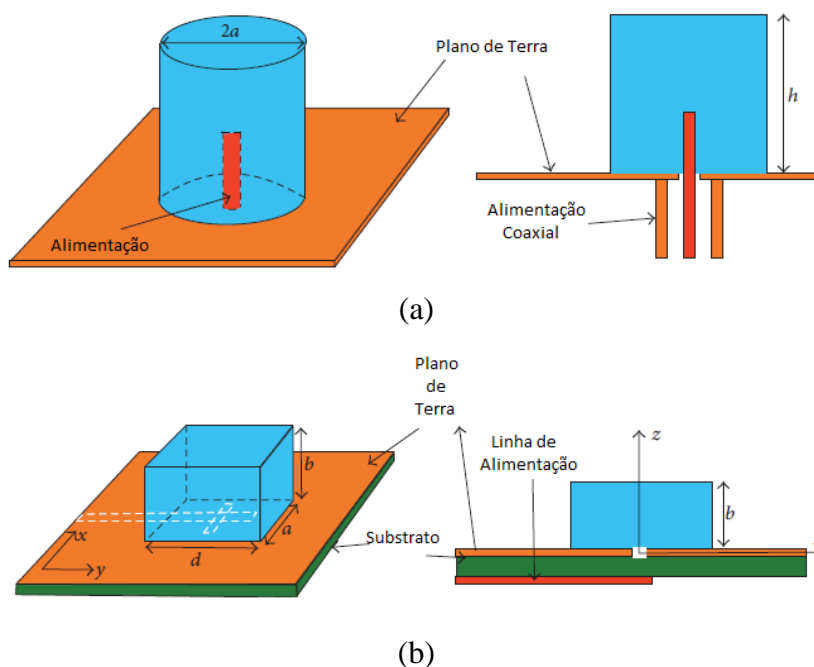 2a
Plano de Terra
h
Alimentação
Alimentação
Coaxial
(a)
Plano
de
Terra
b
a
d
x
y
Substrato
Linha de
Alimentação
z
b
(b)